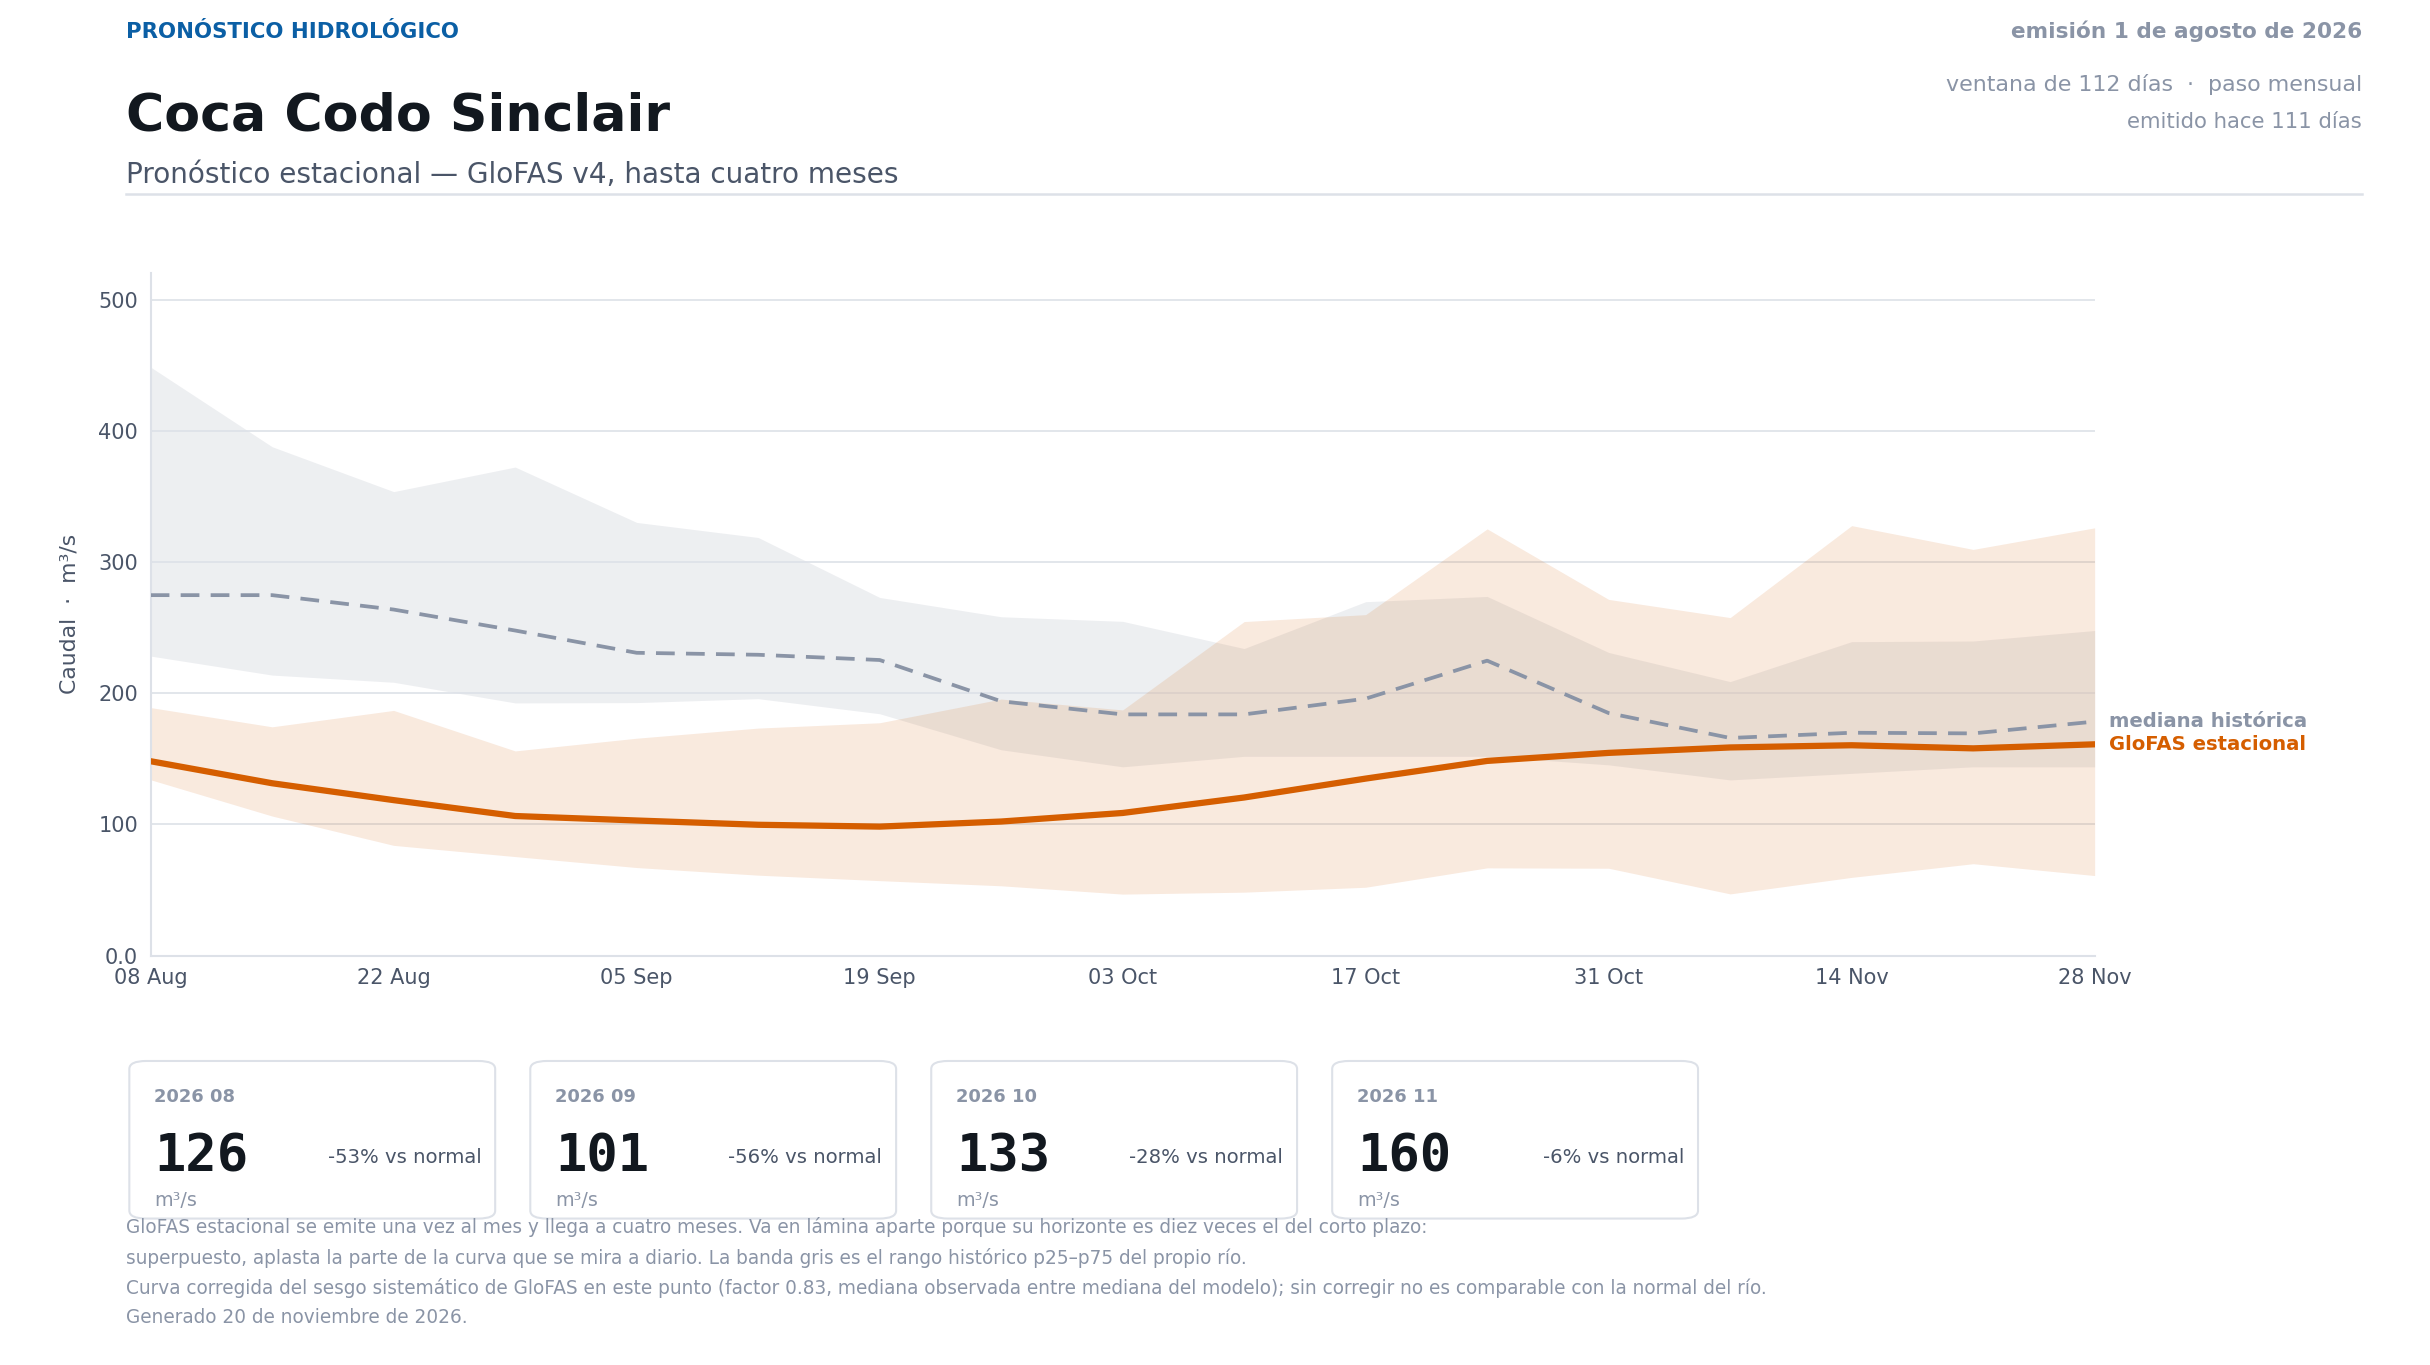 PRONÓSTICO HIDROLÓGICO
emisión 1 de agosto de 2026
Coca Codo Sinclair
ventana de 112 días · paso mensual
emitido hace 111 días
Pronóstico estacional — GloFAS v4, hasta cuatro meses
Caudal · m³/s
500
400
300
200
100
0.0
mediana histórica
GloFAS estacional
08 Aug
22 Aug
05 Sep
19 Sep
03 Oct
17 Oct
31 Oct
14 Nov
28 Nov
2026 08
126
-53% vs normal
m³/s
2026 09
101
-56% vs normal
m³/s
2026 10
133
-28% vs normal
m³/s
2026 11
160
-6% vs normal
m³/s
GloFAS estacional se emite una vez al mes y llega a cuatro meses. Va en lámina aparte porque su horizonte es diez veces el del corto plazo:
superpuesto, aplasta la parte de la curva que se mira a diario. La banda gris es el rango histórico p25–p75 del propio río.
Curva corregida del sesgo sistemático de GloFAS en este punto (factor 0.83, mediana observada entre mediana del modelo); sin corregir no es comparable con la normal del río.
Generado 20 de noviembre de 2026.